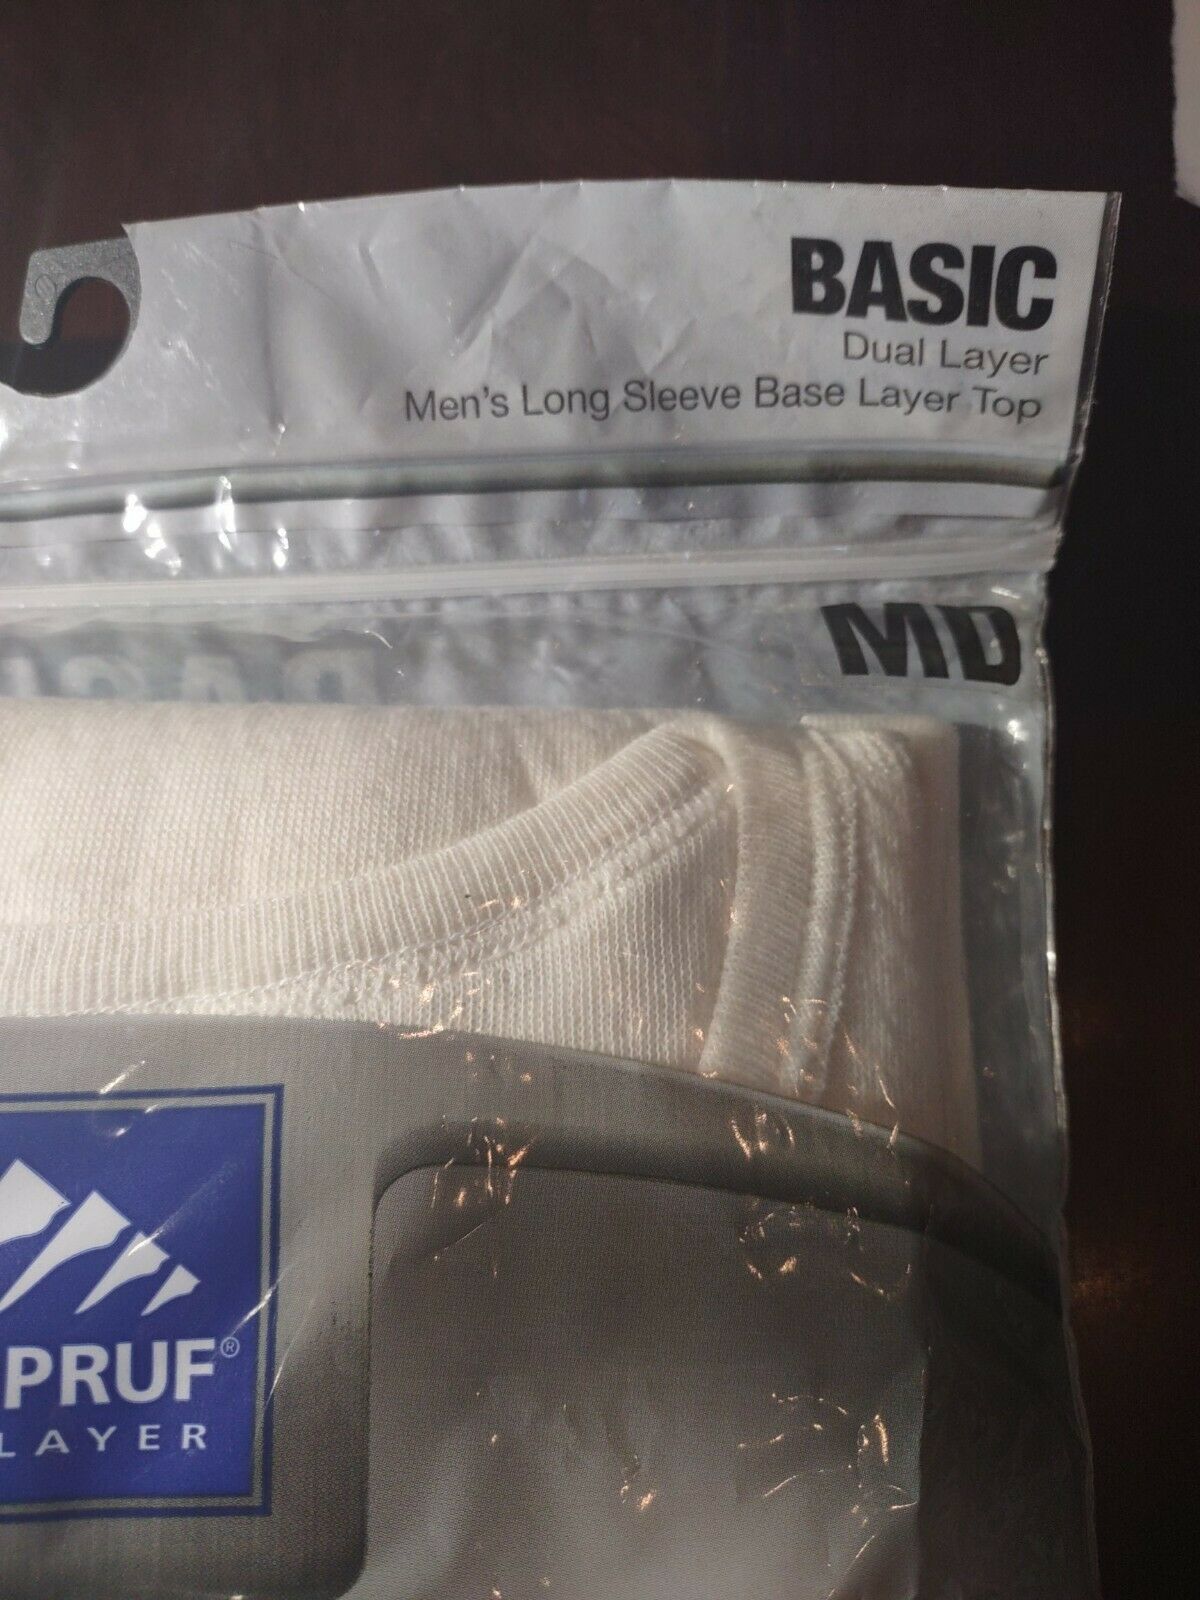 BASIC
Dual Layer
Men's Long Sleeve Base Layer Top
MD
PRUF®
LAYER